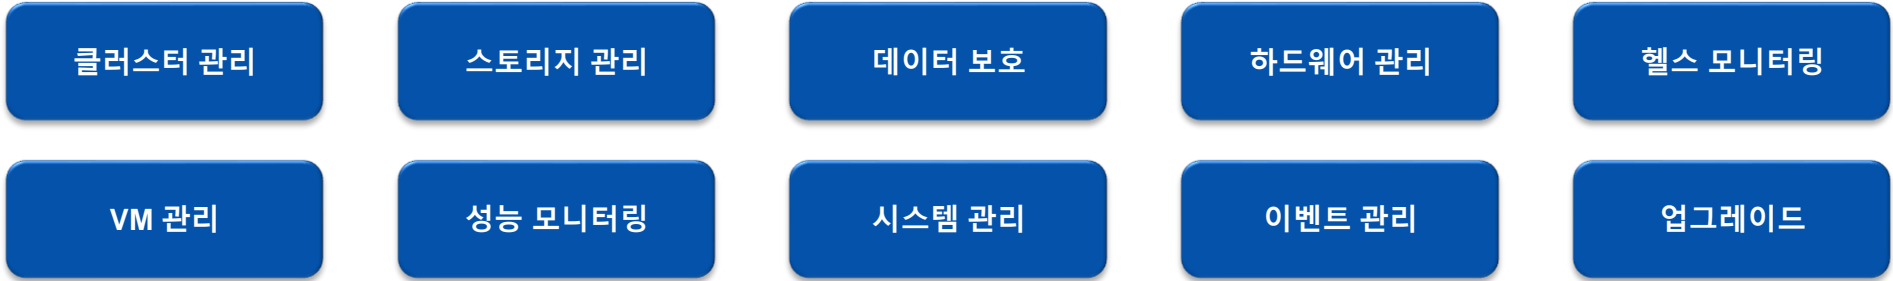 클러스터 관리
스토리지 관리
데이터 보호
하드웨어 관리
헬스 모니터링
VM 관리
성능 모니터링
시스템 관리
이벤트 관리
업그레이드